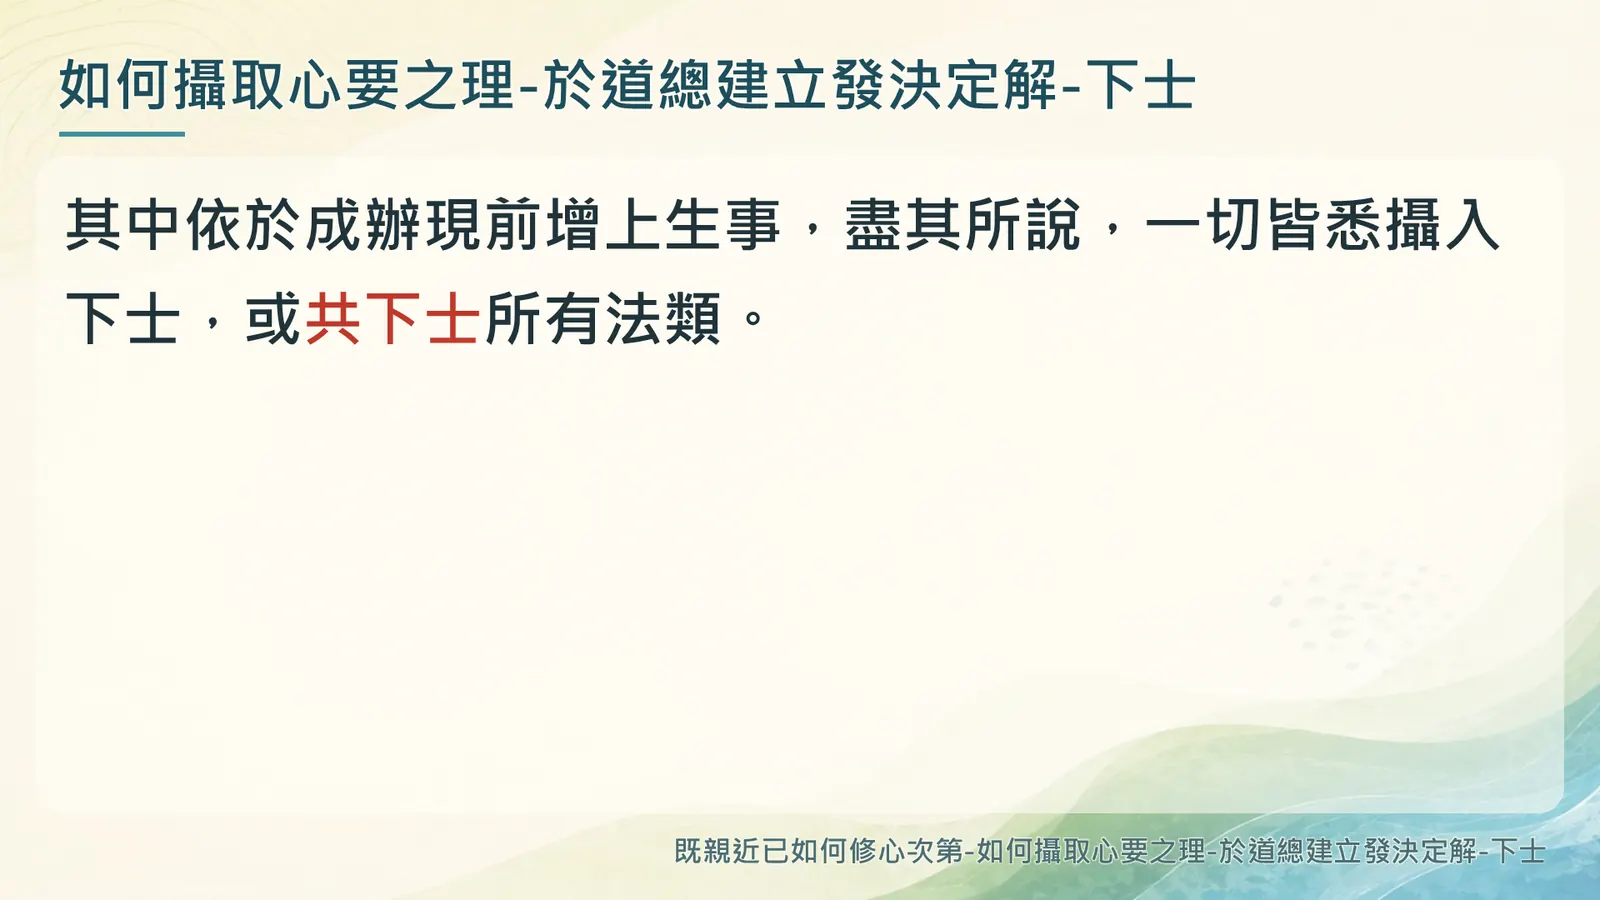 如何攝取心要之理-於道總建立發決定解-下士
其中依於成辦現前增上生事，盡其所說，一切皆悉攝入
下士，或共下士所有法類。
既親近已如何修心次第-如何攝取心要之理-於道總建立發決定解-下士